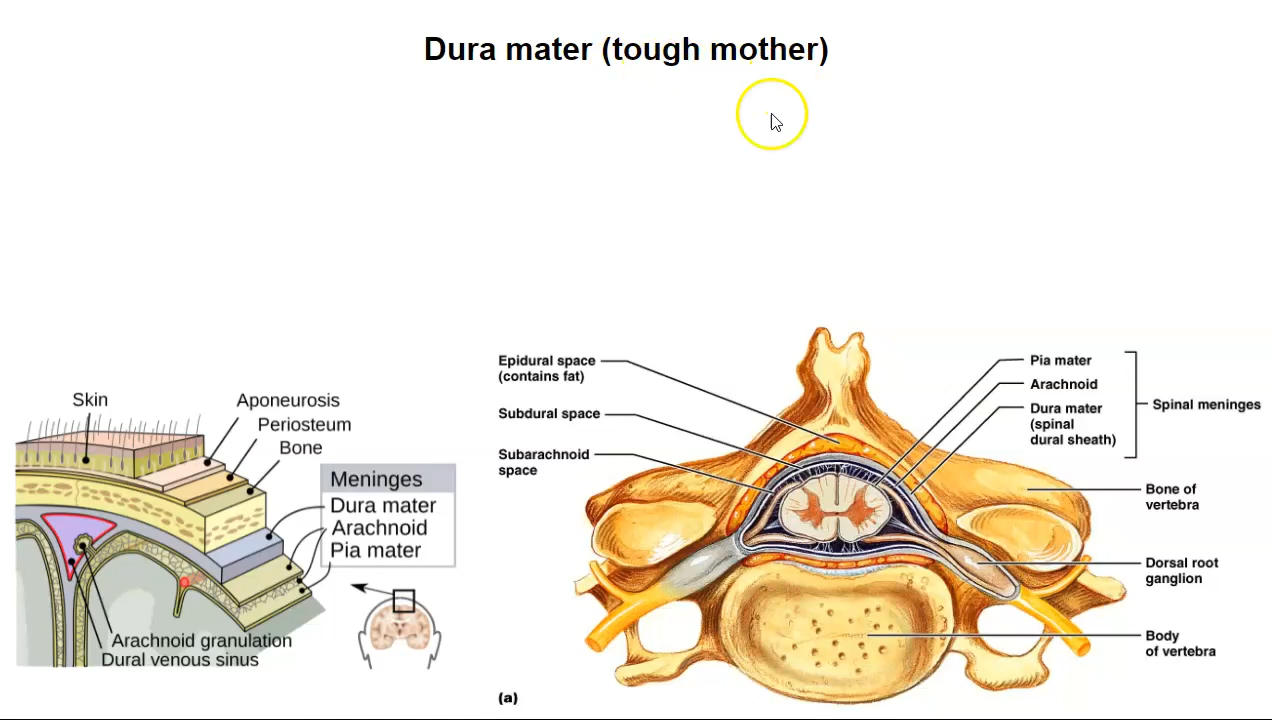 Dura mater (tough mother)
Skin
Aponeurosis
Periosteum
Bone
Meninges
Dura mater
Arachnoid
Pia mater
Arachnoid granulation
Dural venous sinus
Epidural space
(contains fat)
Subdural space
Subarachnoid
space
Pia mater
Arachnoid
Dura mater
(spinal
dural sheath)
Spinal meninges
Bone of
vertebra
Dorsal root
ganglion
Body
of vertebra
(a)